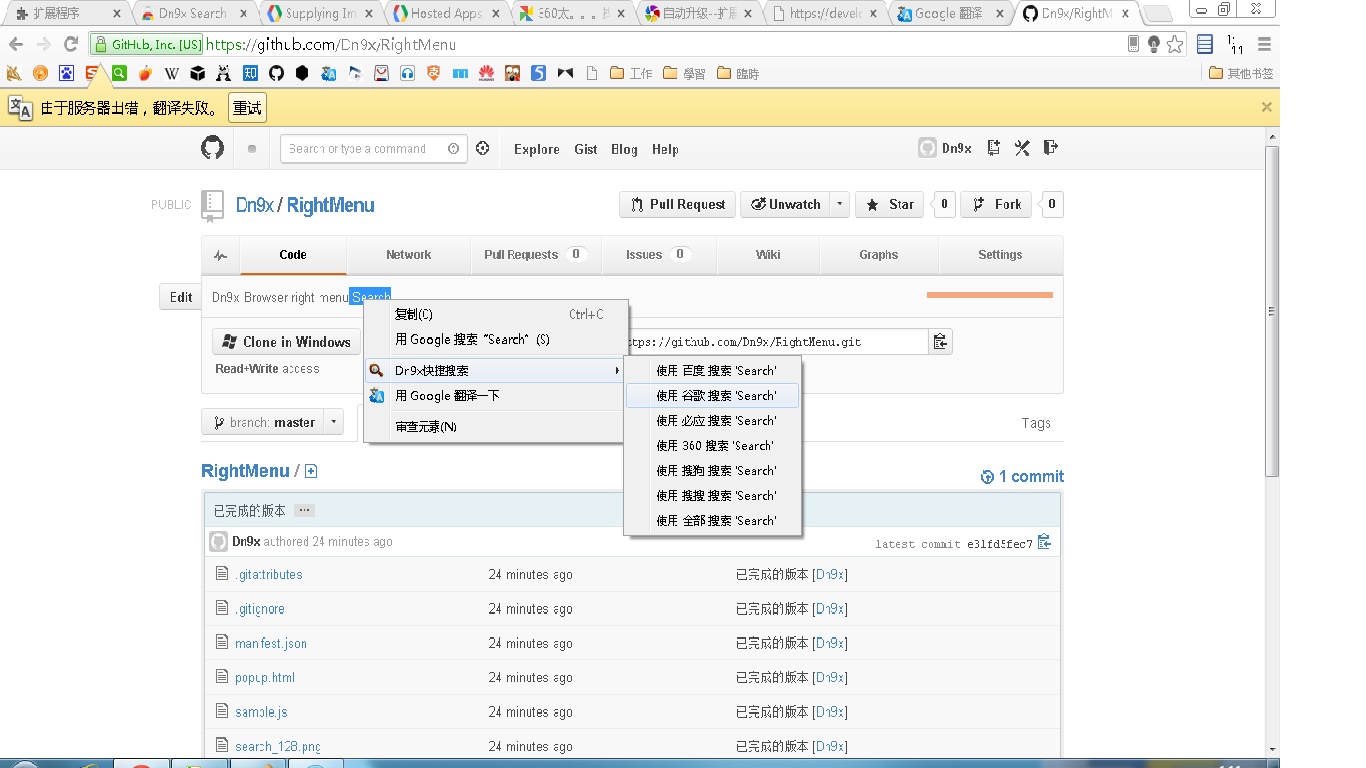 扩展程序
Dn9x Search
Supplying Im
Hosted Apps
360太。。。
自动升级-扩展
https://develo
Google 翻译
Dn9x/RightM
GitHub, Inc. [US] https://github.com/Dn9x/RightMenu
工作
學習
臨時
其他书签
由于服务器出错，翻译失败。 重试
Search or type a command
Explore Gist Blog Help
Dn9x
PUBLIC Dn9x / RightMenu
Pull Request Unwatch Star 0 Fork 0
Code Network Pull Requests 0 Issues 0 Wiki Graphs Settings
Edit Dn9x Browser right menu Search
复制(C) Ctrl+C
用 Google 搜索 “Search” (S)
Dn9x快捷搜索
用 Google 翻译一下
审查元素(N)
使用 百度 搜索 'Search'
使用 谷歌 搜索 'Search'
使用 必应 搜索 'Search'
使用 360 搜索 'Search'
使用 搜狗 搜索 'Search'
使用 搜搜 搜索 'Search'
使用 全部 搜索 'Search'
Clone in Windows
ttps://github.com/Dn9x/RightMenu.git
Read+Write access
branch: master
Tags
RightMenu /
1 commit
已完成的版本 ...
Dn9x authored 24 minutes ago
latest commit e31fd5fec7
.gitattributes 24 minutes ago 已完成的版本 [Dn9x]
.gitignore 24 minutes ago 已完成的版本 [Dn9x]
manifest.json 24 minutes ago 已完成的版本 [Dn9x]
popup.html 24 minutes ago 已完成的版本 [Dn9x]
sample.js 24 minutes ago 已完成的版本 [Dn9x]
search_128.png 24 minutes ago 已完成的版本 [Dn9x]